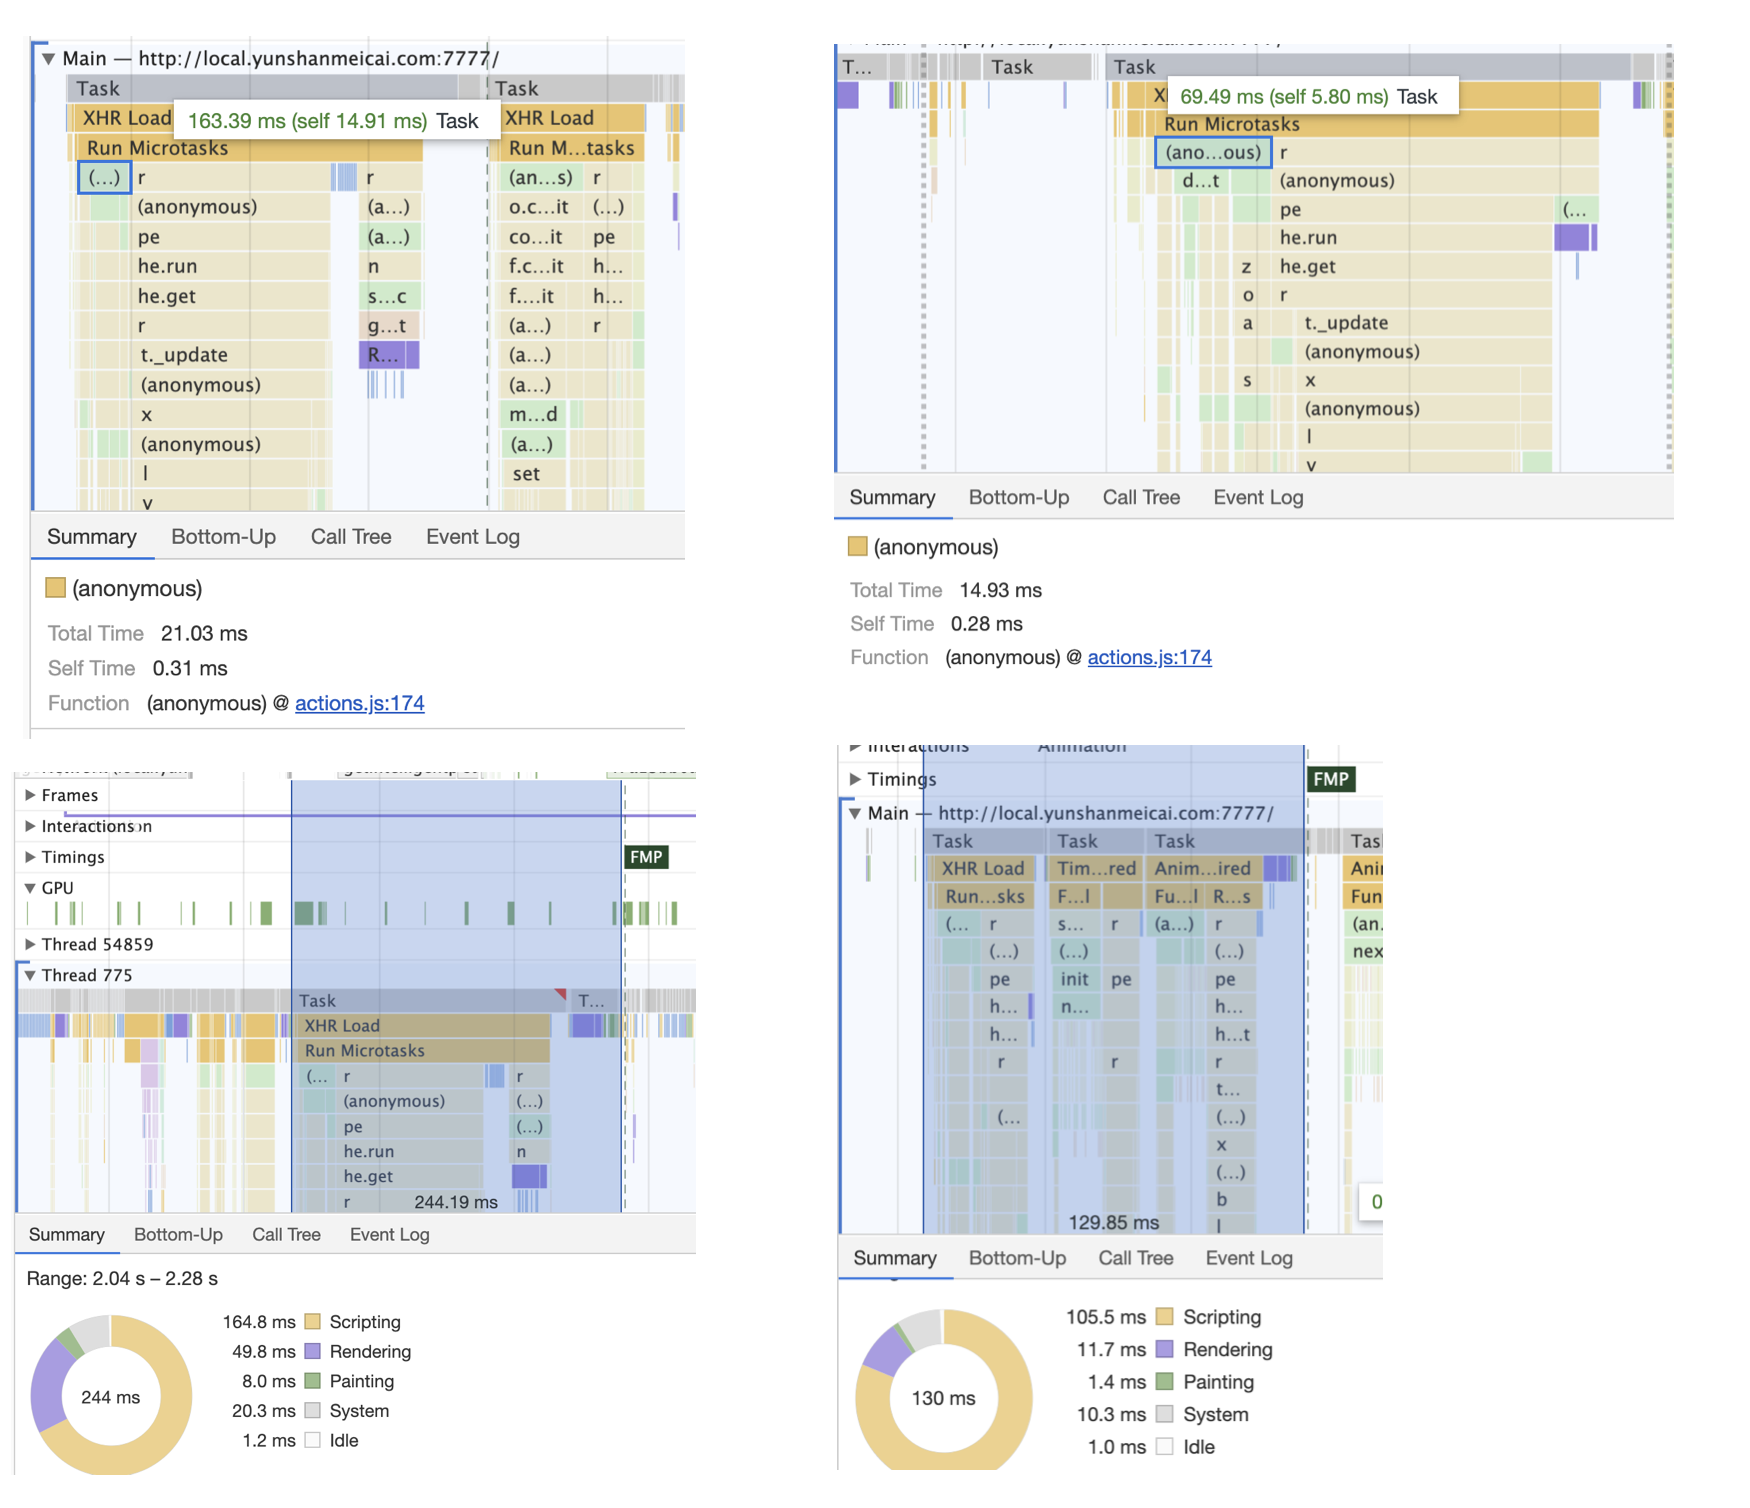 Main — http://local.yunshanmeicai.com:7777/
Task Task
XHR Load 163.39 ms (self 14.91 ms) Task XHR Load
Run Microtasks Run M...tasks
(...) r r (an...s) r
(anonymous) (a...) o.c...it (...)
pe (a...) co...it pe
he.run n f.c...it h...
he.get s...c f....it h...
r g...t (a...) r
t._update R... (a...)
(anonymous) (a...)
x m...d
(anonymous) (a...)
l set
v
Summary Bottom-Up Call Tree Event Log
(anonymous)
Total Time 21.03 ms
Self Time 0.31 ms
Function (anonymous) @ actions.js:174
T... Task Task
69.49 ms (self 5.80 ms) Task
Run Microtasks
(ano...ous) r
d...t (anonymous)
pe (...
he.run
z he.get
o r
a t._update
(anonymous)
s x
(anonymous)
l
v
Summary Bottom-Up Call Tree Event Log
(anonymous)
Total Time 14.93 ms
Self Time 0.28 ms
Function (anonymous) @ actions.js:174
Frames
Interactions
Timings FMP
GPU
Thread 54859
Thread 775
Task T...
XHR Load
Run Microtasks
(... r r
(anonymous) (...)
pe (...)
he.run n
he.get
r 244.19 ms
Summary Bottom-Up Call Tree Event Log
Range: 2.04 s – 2.28 s
164.8 ms Scripting
49.8 ms Rendering
8.0 ms Painting
20.3 ms System
1.2 ms Idle
244 ms
Interactions Animation
Timings FMP
Main — http://local.yunshanmeicai.com:7777/
Task Task Task
XHR Load Tim...red Anim...ired
Run...sks F...l Fu...l R...s Fun
(... r s... r (a...) r (an.
(...) (...) (...) nex
pe init pe pe
h... n... h...
h... h...t
r r r
t...
(... (...)
x
(...)
b
129.85 ms l
Summary Bottom-Up Call Tree Event Log
105.5 ms Scripting
11.7 ms Rendering
1.4 ms Painting
10.3 ms System
1.0 ms Idle
130 ms